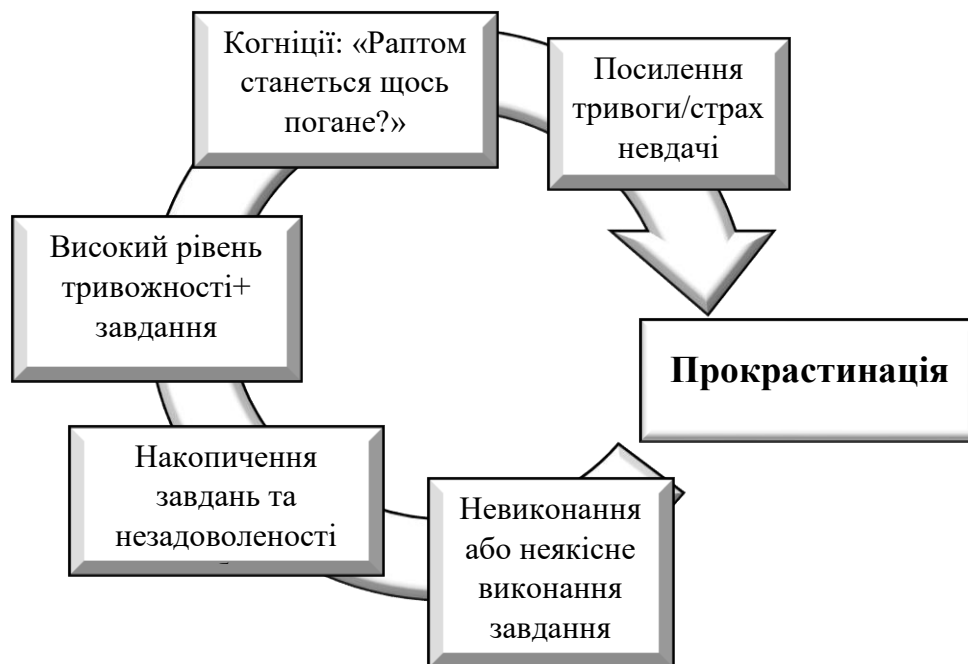 Когніції: «Раптом
станеться щось
погане?»
Посилення
тривоги/страх
невдачі
Прокрастинація
Невиконання
або неякісне
виконання
завдання
Накопичення
завдань та
незадоволеності
Високий рівень
тривожності+
завдання